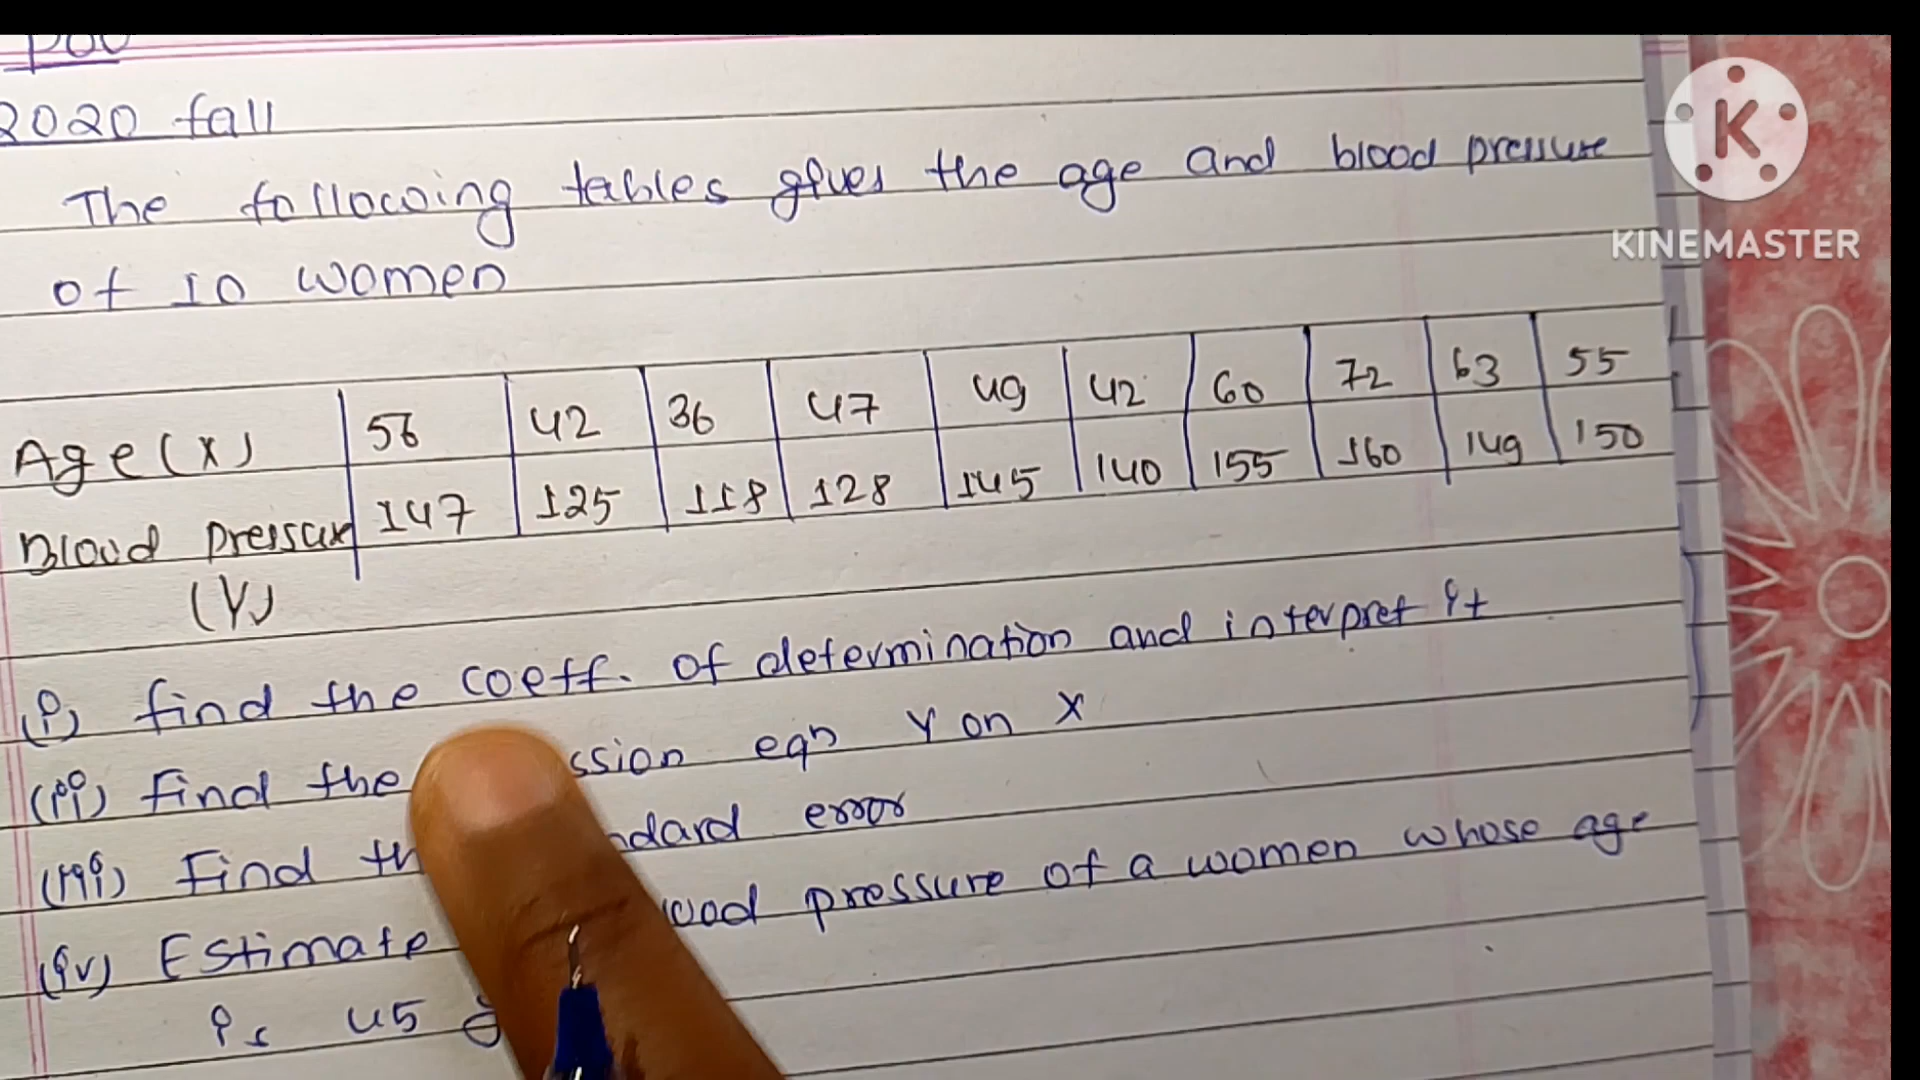 pou
2020 fall
The following tables gives the age and blood pressure
of 10 women
Age (X) 56 42 36 47 49 42 60 72 63 55
Blood pressure 147 125 118 128 145 140 155 160 149 150
(Y)
(i) find the coeff. of determination and interpret it
(ii) find the ssion eqn Y on X
(iii) Find th ndard error
(iv) Estimate ood pressure of a women whose age
is 45
K
KINEMASTER